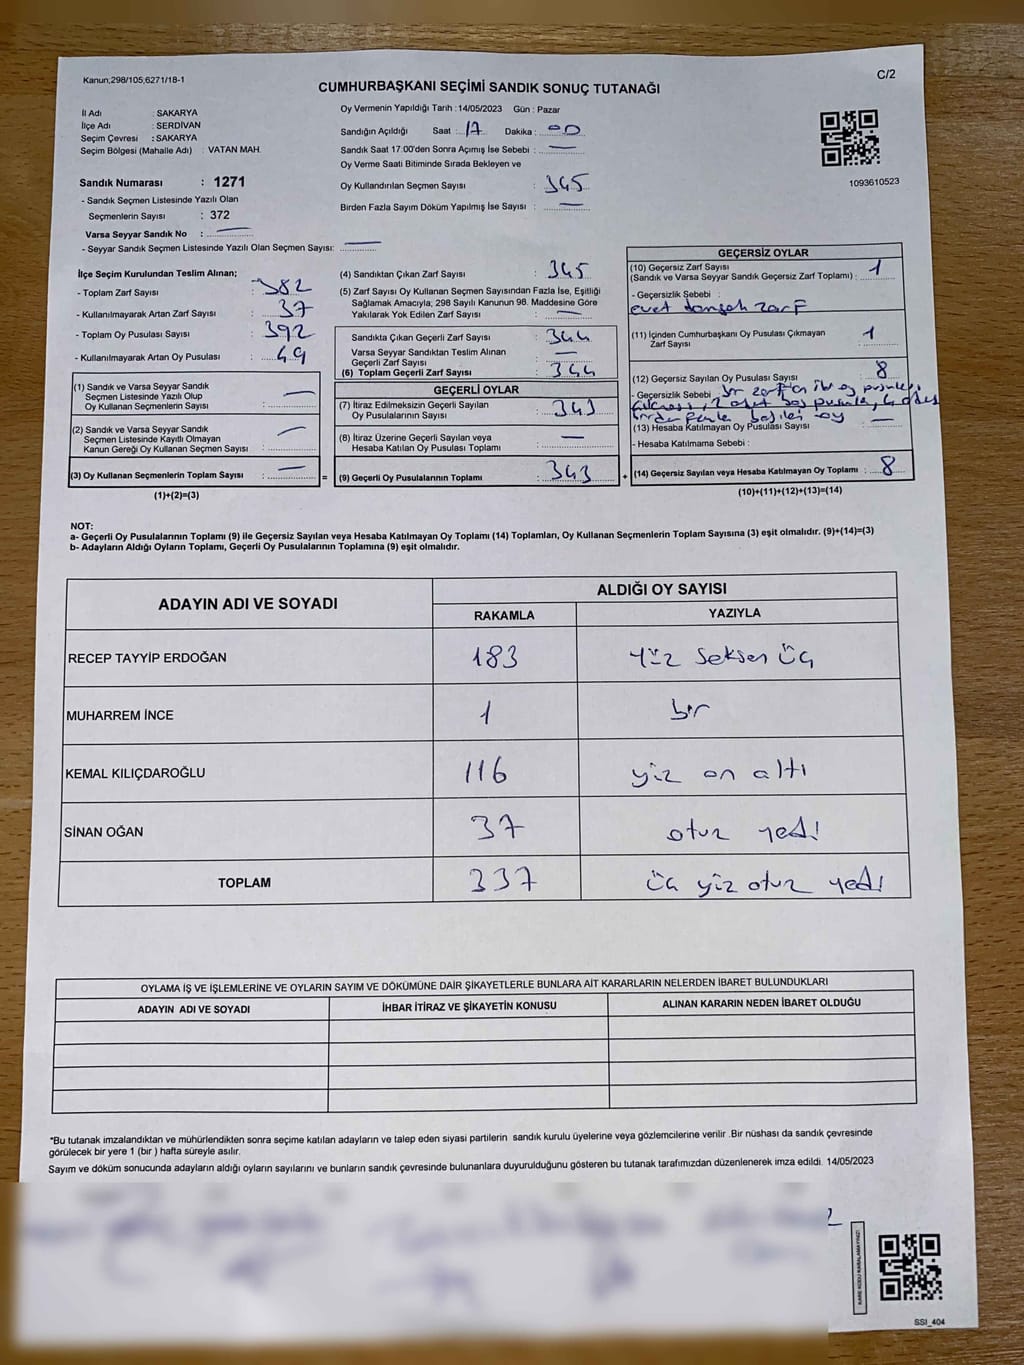 Kanun;298/105,6271/18-1
C/2
CUMHURBAŞKANI SEÇİMİ SANDIK SONUÇ TUTANAĞI
İl Adı : SAKARYA
İlçe Adı : SERDİVAN
Seçim Çevresi : SAKARYA
Seçim Bölgesi (Mahalle Adı) : VATAN MAH.
Sandık Numarası : 1271
- Sandık Seçmen Listesinde Yazılı Olan
Seçmenlerin Sayısı : 372
Varsa Seyyar Sandık No : —
- Seyyar Sandık Seçmen Listesinde Yazılı Olan Seçmen Sayısı: —
Oy Vermenin Yapıldığı Tarih :14/05/2023 Gün : Pazar
Sandığın Açıldığı Saat : 17 Dakika : 00
Sandık Saat 17:00'den Sonra Açımış İse Sebebi : —
Oy Verme Saati Bitiminde Sırada Bekleyen ve
Oy Kullandırılan Seçmen Sayısı : 345
Birden Fazla Sayım Döküm Yapılmış İse Sayısı : —
1093610523
İlçe Seçim Kurulundan Teslim Alınan;
- Toplam Zarf Sayısı : 382
- Kullanılmayarak Artan Zarf Sayısı : 37
- Toplam Oy Pusulası Sayısı : 392
- Kullanılmayarak Artan Oy Pusulası : 49
(1) Sandık ve Varsa Seyyar Sandık
Seçmen Listesinde Yazılı Olup
Oy Kullanan Seçmenlerin Sayısı : —
(2) Sandık ve Varsa Seyyar Sandık
Seçmen Listesinde Kayıtlı Olmayan
Kanun Gereği Oy Kullanan Seçmen Sayısı : —
(3) Oy Kullanan Seçmenlerin Toplam Sayısı : — =
(1)+(2)=(3)
(4) Sandıktan Çıkan Zarf Sayısı : 345
(5) Zarf Sayısı Oy Kullanan Seçmen Sayısından Fazla İse, Eşitliği
Sağlamak Amacıyla; 298 Sayılı Kanunun 98. Maddesine Göre
Yakılarak Yok Edilen Zarf Sayısı : —
Sandıkta Çıkan Geçerli Zarf Sayısı : 344
Varsa Seyyar Sandıktan Teslim Alınan
Geçerli Zarf Sayısı : —
(6) Toplam Geçerli Zarf Sayısı : 344
GEÇERLİ OYLAR
(7) İtiraz Edilmeksizin Geçerli Sayılan
Oy Pusulalarının Sayısı : 343
(8) İtiraz Üzerine Geçerli Sayılan veya
Hesaba Katılan Oy Pusulası Toplamı : —
(9) Geçerli Oy Pusulalarının Toplamı : 343 +
GEÇERSİZ OYLAR
(10) Geçersiz Zarf Sayısı
(Sandık ve Varsa Seyyar Sandık Geçersiz Zarf Toplamı) : 1
- Geçersizlik Sebebi :
evet damgalı zarf
(11) İçinden Cumhurbaşkanı Oy Pusulası Çıkmayan
Zarf Sayısı : 1
(12) Geçersiz Sayılan Oy Pusulası Sayısı : 8
- Geçersizlik Sebebi bir zarftan iki oy pusulası
çıkması, 2 adet boş pusula, 4 adet
birden fazla basılı oy
(13) Hesaba Katılmayan Oy Pusulası Sayısı : —
- Hesaba Katılmama Sebebi :
(14) Geçersiz Sayılan veya Hesaba Katılmayan Oy Toplamı : 8
(10)+(11)+(12)+(13)=(14)
NOT:
a- Geçerli Oy Pusulalarının Toplamı (9) ile Geçersiz Sayılan veya Hesaba Katılmayan Oy Toplamı (14) Toplamları, Oy Kullanan Seçmenlerin Toplam Sayısına (3) eşit olmalıdır. (9)+(14)=(3)
b- Adayların Aldığı Oyların Toplamı, Geçerli Oy Pusulalarının Toplamına (9) eşit olmalıdır.
ADAYIN ADI VE SOYADI ALDIĞI OY SAYISI
RAKAMLA YAZIYLA
RECEP TAYYİP ERDOĞAN 183 yüz seksen üç
MUHARREM İNCE 1 bir
KEMAL KILIÇDAROĞLU 116 yüz on altı
SİNAN OĞAN 37 otuz yedi
TOPLAM 337 üç yüz otuz yedi
OYLAMA İŞ VE İŞLEMLERİNE VE OYLARIN SAYIM VE DÖKÜMÜNE DAİR ŞİKAYETLERLE BUNLARA AİT KARARLARIN NELERDEN İBARET BULUNDUKLARI
ADAYIN ADI VE SOYADI İHBAR İTİRAZ VE ŞİKAYETİN KONUSU ALINAN KARARIN NEDEN İBARET OLDUĞU
*Bu tutanak imzalandıktan ve mühürlendikten sonra seçime katılan adayların ve talep eden siyasi partilerin sandık kurulu üyelerine veya gözlemcilerine verilir .Bir nüshası da sandık çevresinde
görülecek bir yere 1 (bir ) hafta süreyle asılır.
Sayım ve döküm sonucunda adayların aldığı oyların sayılarını ve bunların sandık çevresinde bulunanlara duyurulduğunu gösteren bu tutanak tarafımızdan düzenlenerek imza edildi. 14/05/2023
KARE KODU KARALAMAYINIZ!
SSI_404